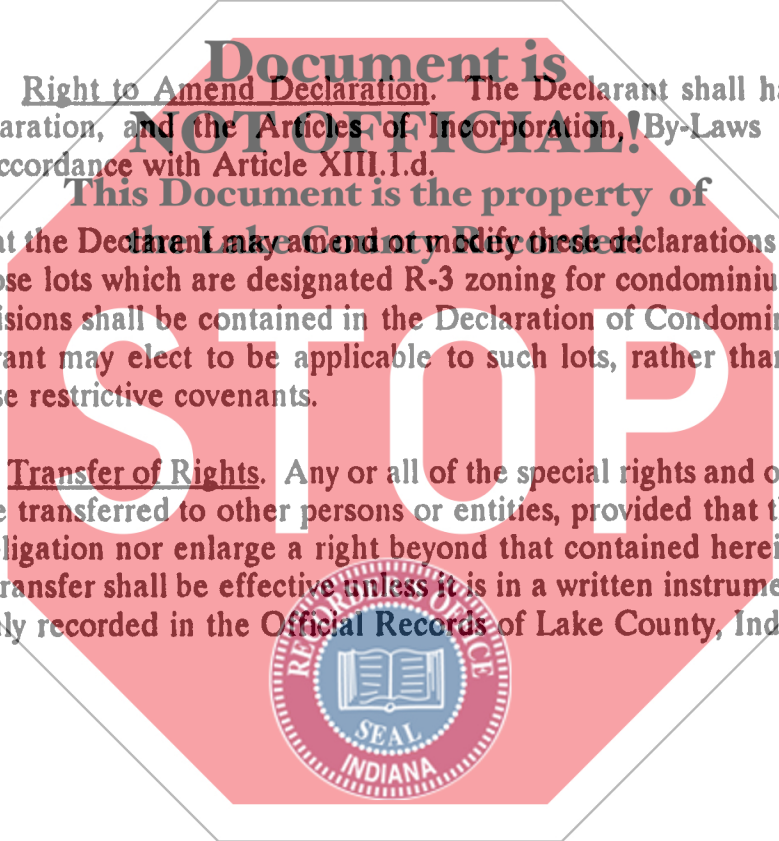 Document is
Right to Amend Declaration. The Declarant shall ha
NOT OFFICIAL!
aration, and the Articles of Incorporation, By-Laws
ccordance with Article XIII.1.d.
This Document is the property of
the Lake County Recorder!
at the Declarant may amend or modify these declarations
ose lots which are designated R-3 zoning for condominiu
isions shall be contained in the Declaration of Condomin
rant may elect to be applicable to such lots, rather than
se restrictive covenants.
STOP
Transfer of Rights. Any or all of the special rights and o
e transferred to other persons or entities, provided that t
ligation nor enlarge a right beyond that contained herei
ransfer shall be effective unless it is in a written instrume
ly recorded in the Official Records of Lake County, Ind
RECORDER'S OFFICE
SEAL
INDIANA